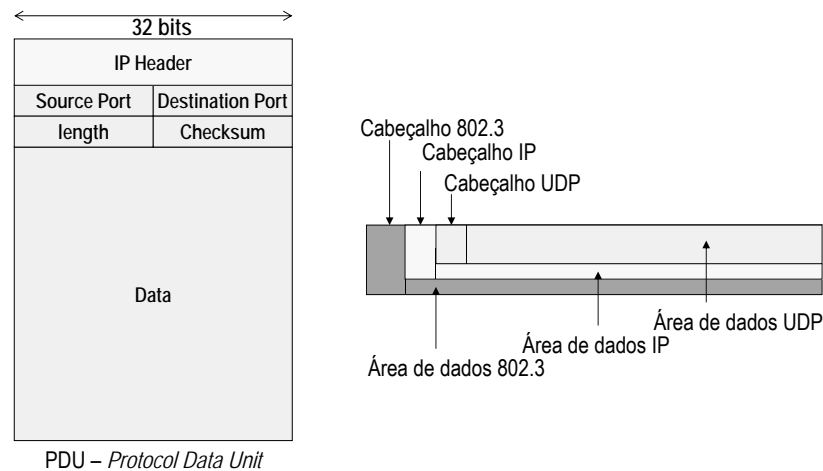 32 bits
IP Header
Source Port
Destination Port
length
Checksum
Data
PDU – Protocol Data Unit
Cabeçalho 802.3
Cabeçalho IP
Cabeçalho UDP
Área de dados UDP
Área de dados IP
Área de dados 802.3